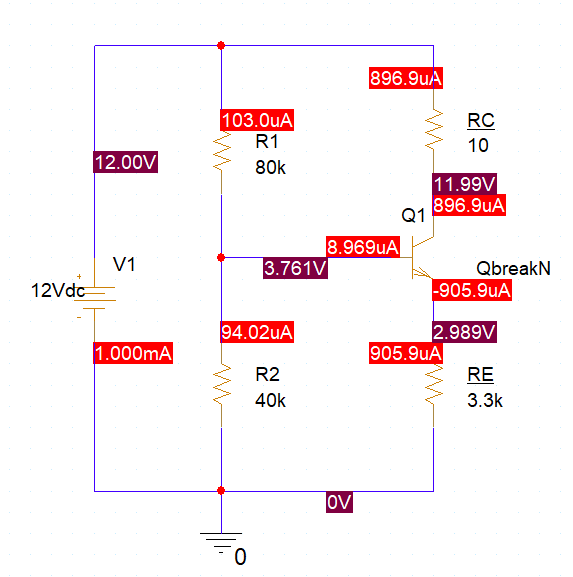 896.9uA
RC
10
103.0uA
R1
80k
12.00V
11.99V
896.9uA
Q1
8.969uA
3.761V
QbreakN
V1
+
12Vdc
-
-905.9uA
94.02uA
2.989V
1.000mA
905.9uA
R2
40k
RE
3.3k
0V
0